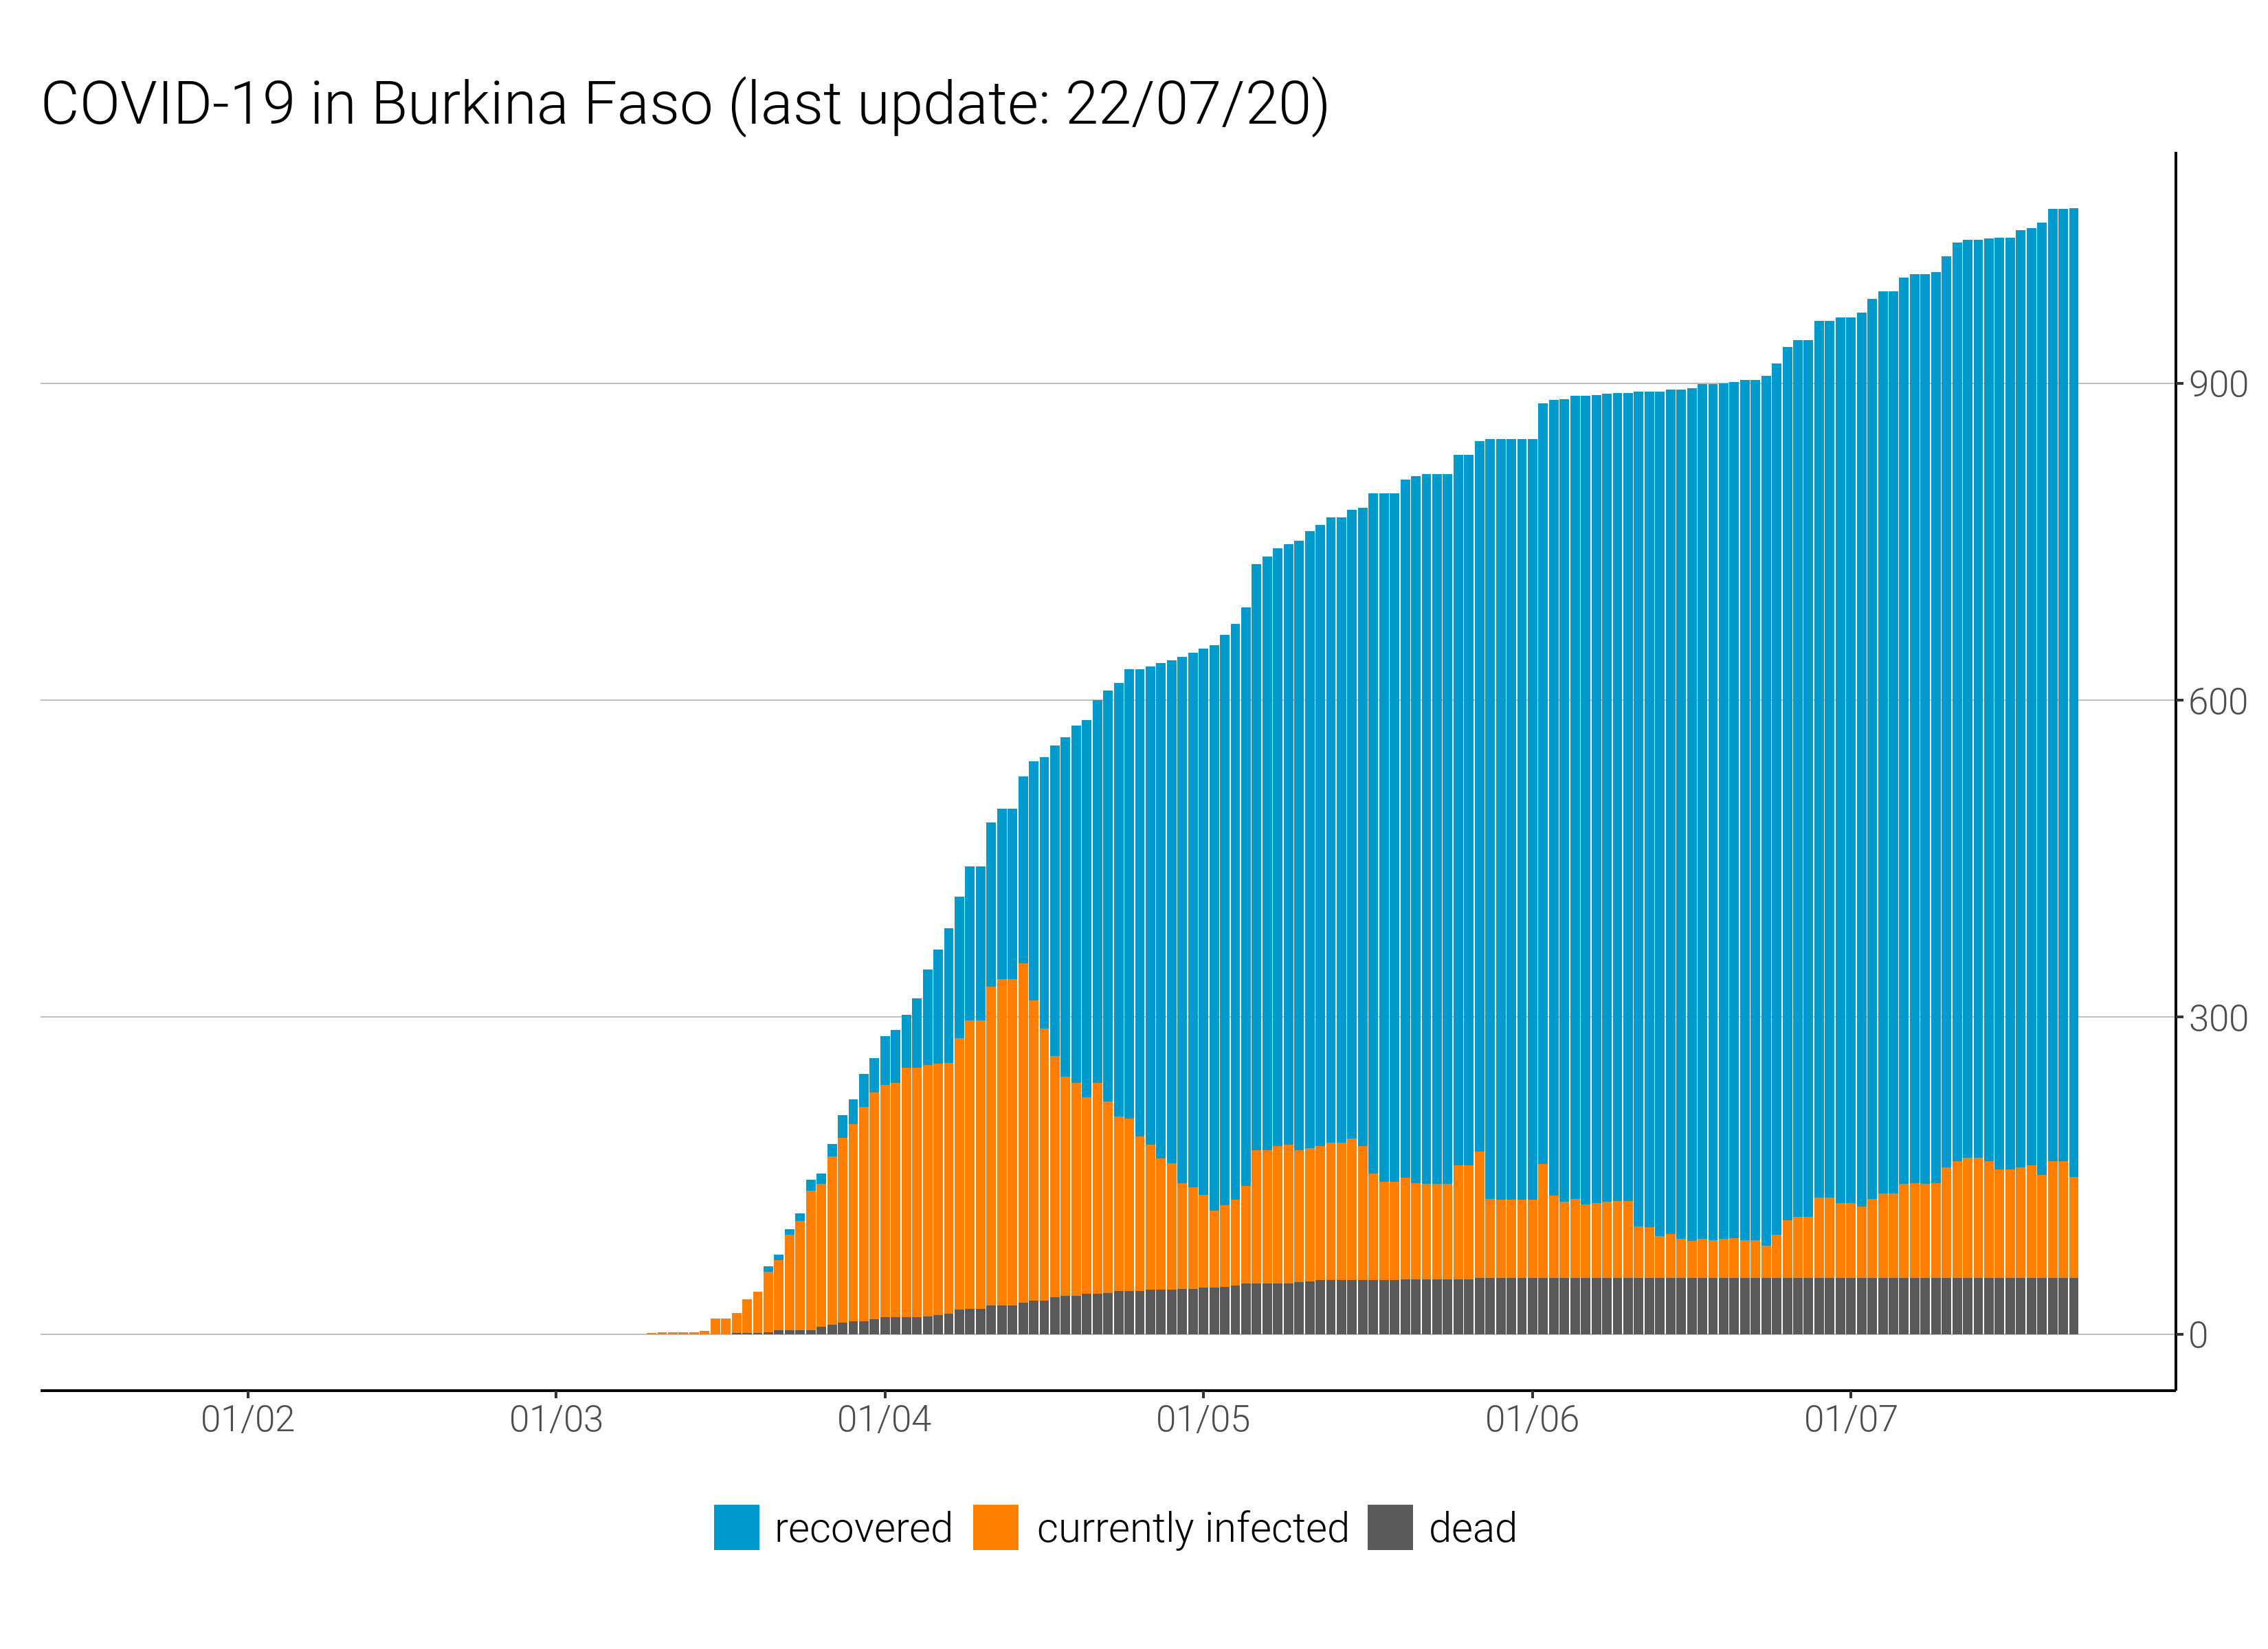 COVID-19 in Burkina Faso (last update: 22/07/20)
900
600
300
0
01/02 01/03 01/04 01/05 01/06 01/07
recovered currently infected dead